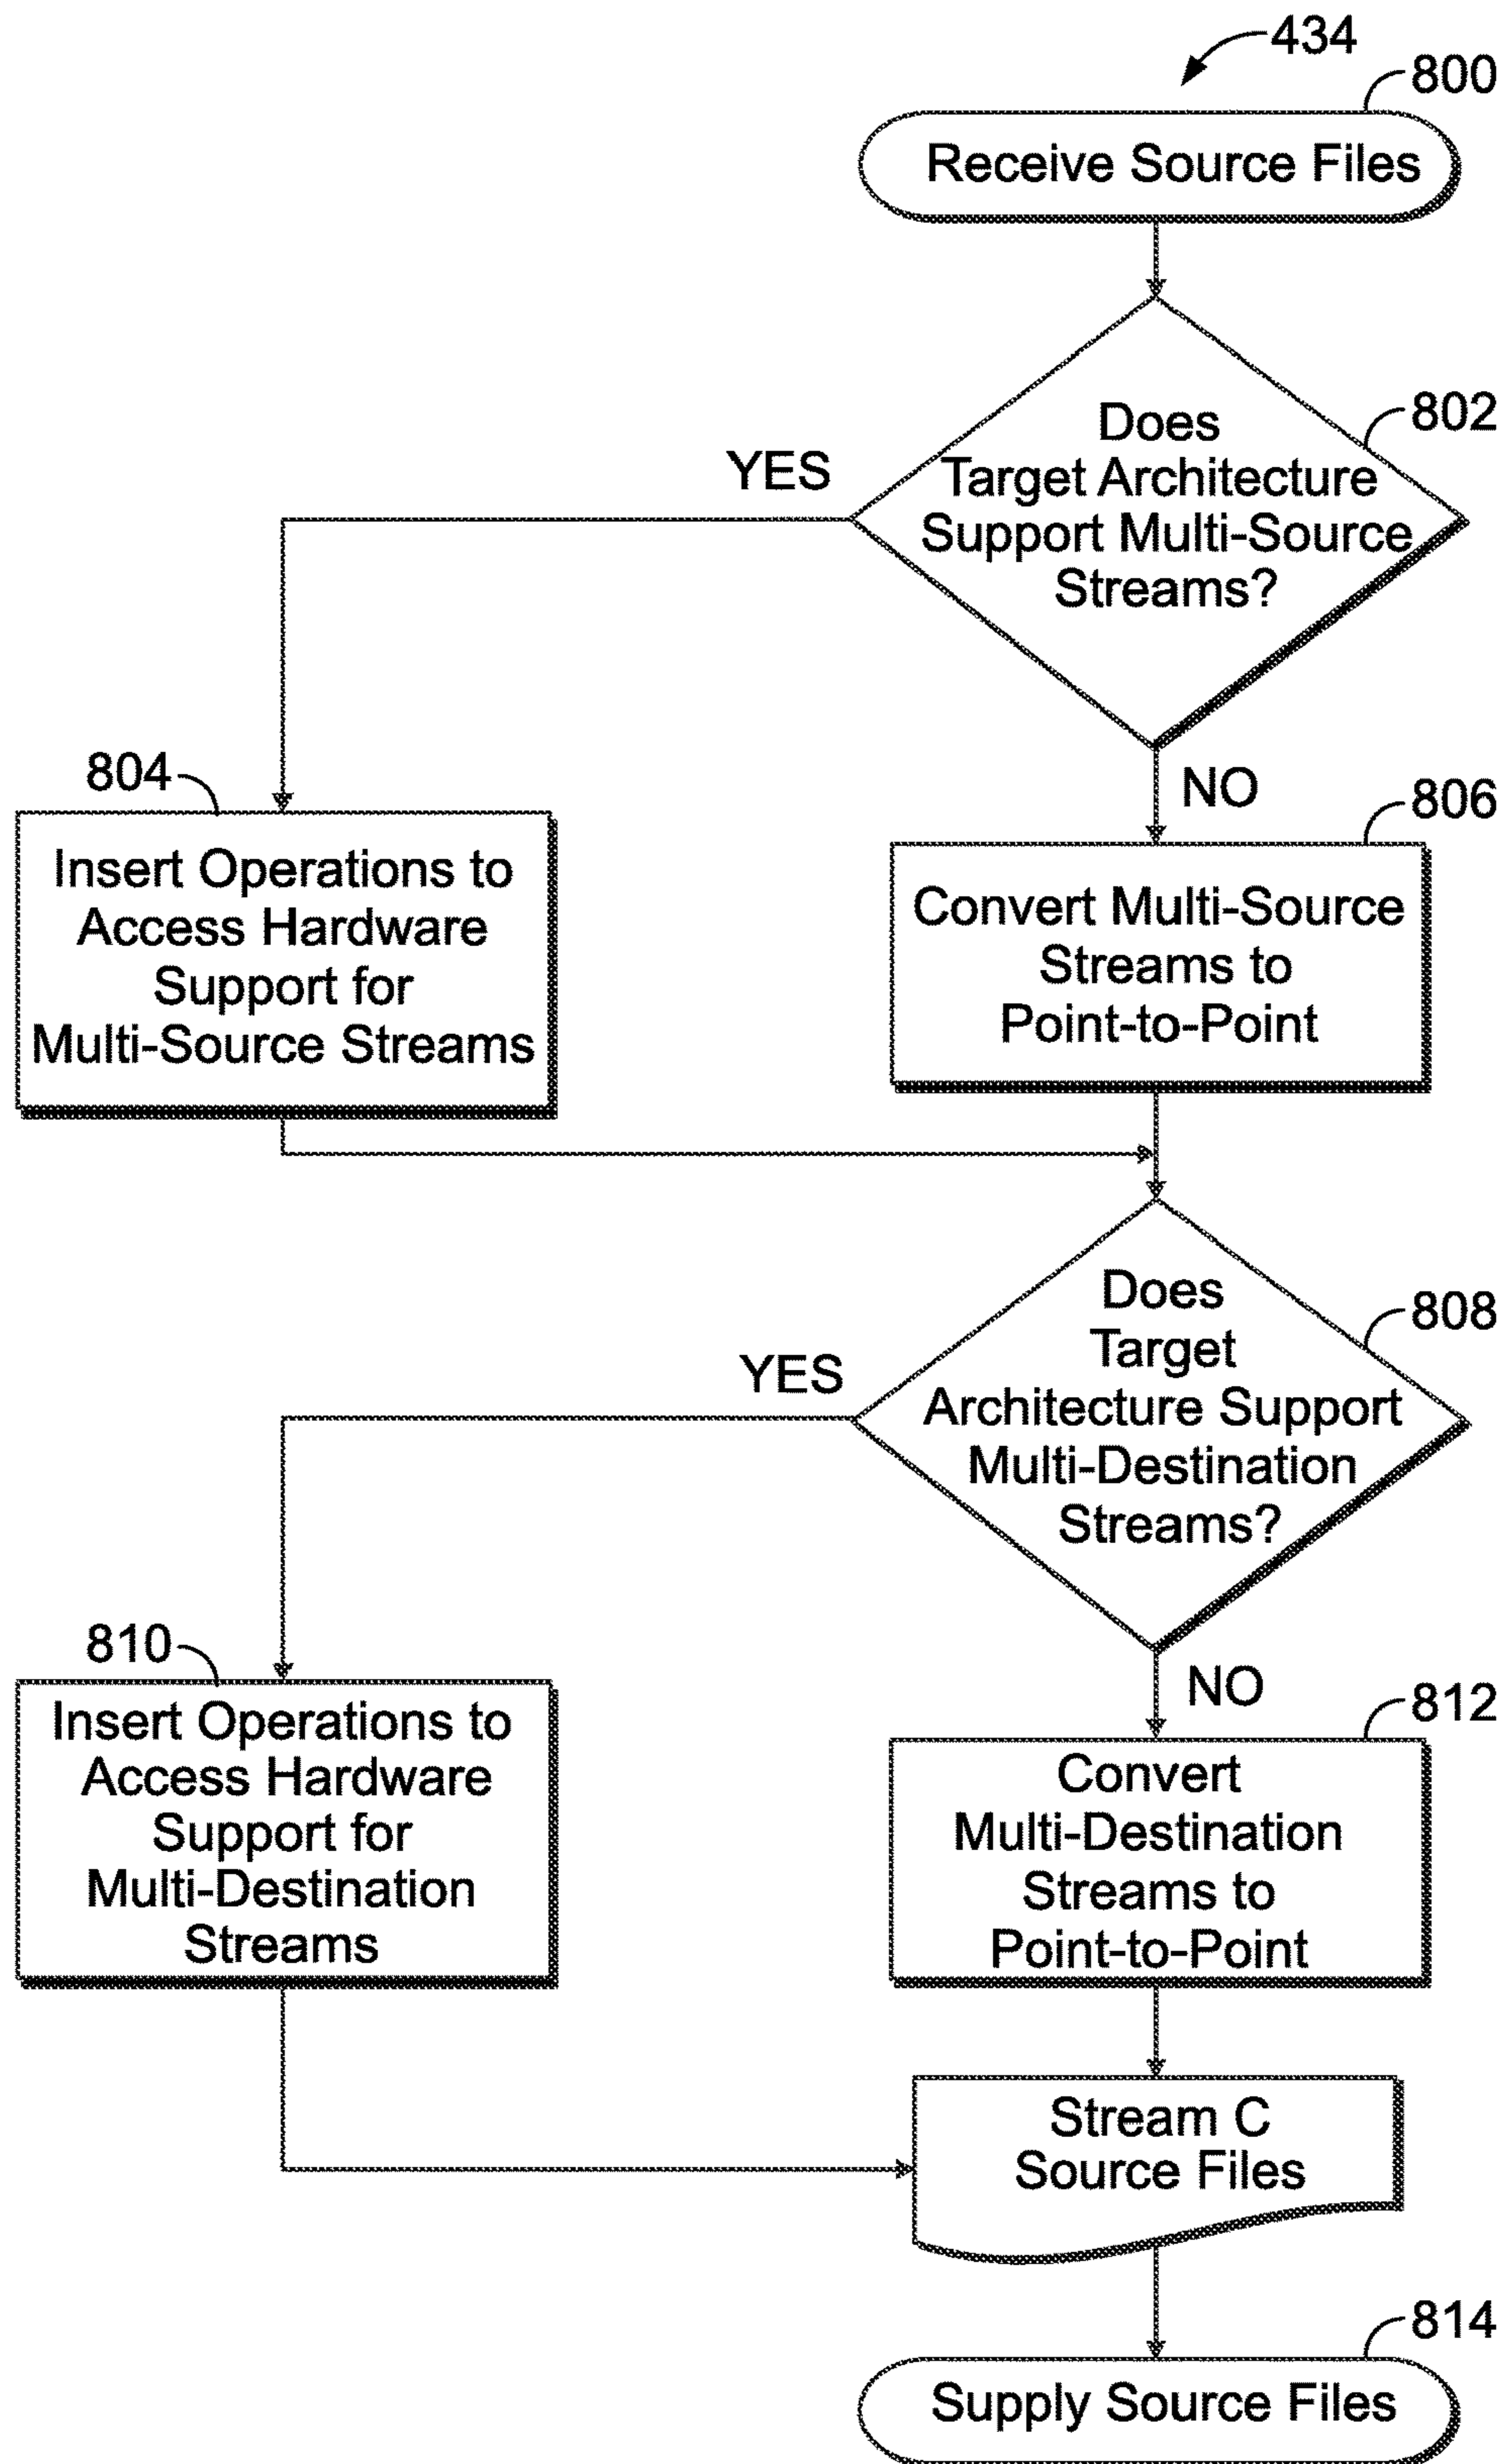 434
800
Receive Source Files
802
Does
Target Architecture
Support Multi-Source
Streams?
YES
NO
804
Insert Operations to
Access Hardware
Support for
Multi-Source Streams
806
Convert Multi-Source
Streams to
Point-to-Point
808
Does
Target
Architecture Support
Multi-Destination
Streams?
YES
NO
810
Insert Operations to
Access Hardware
Support for
Multi-Destination
Streams
812
Convert
Multi-Destination
Streams to
Point-to-Point
Stream C
Source Files
814
Supply Source Files